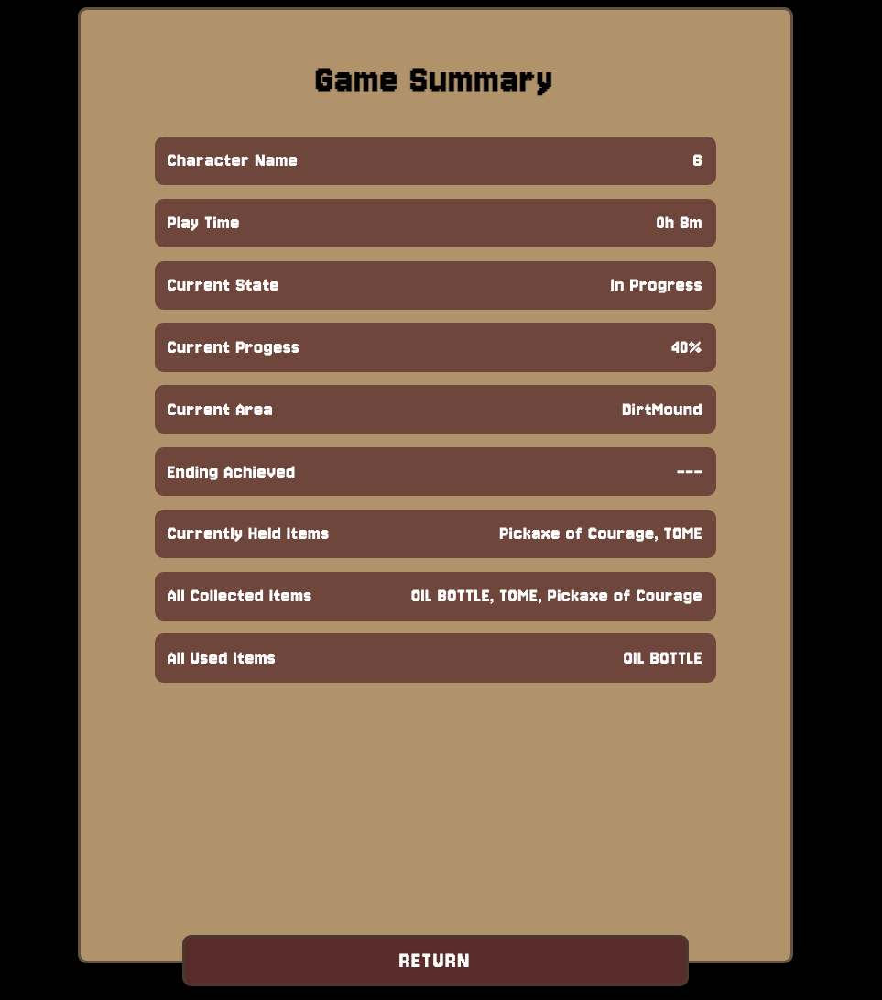 Game Summary
Character Name 6
Play Time 0h 8m
Current State In Progress
Current Progess 40%
Current Area DirtMound
Ending Achieved ---
Currently Held Items Pickaxe of Courage, TOME
All Collected Items OIL BOTTLE, TOME, Pickaxe of Courage
All Used Items OIL BOTTLE
RETURN